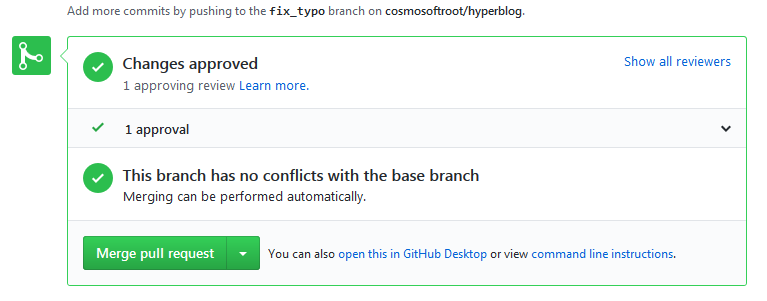 Add more commits by pushing to the fix_typo branch on cosmosoftroot/hyperblog.
Changes approved
Show all reviewers
1 approving review Learn more.
1 approval
This branch has no conflicts with the base branch
Merging can be performed automatically.
Merge pull request
You can also open this in GitHub Desktop or view command line instructions.